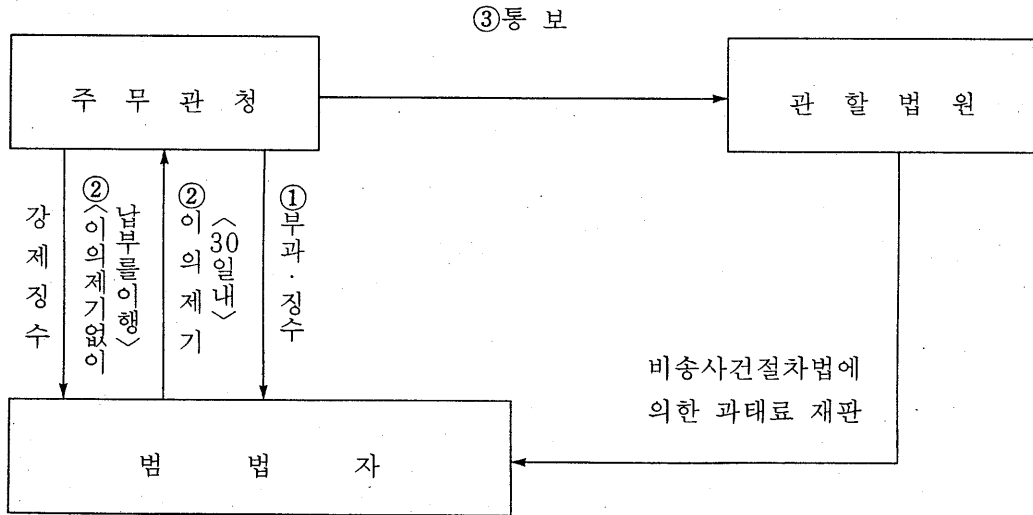 ③통 보
주 무 관 청
관 할 법 원
강 제 징 수
②〈이의제기없이
납부를이행〉
②이 의 제 기
〈30일내〉
①부과·징수
비송사건절차법에
의한 과태료 재판
범 법 자